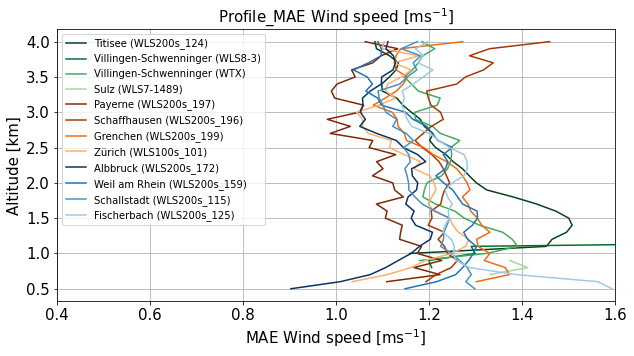 Profile_MAE Wind speed [ms⁻¹]
4.0
3.5
3.0
2.5
2.0
1.5
1.0
0.5
Altitude [km]
Titisee (WLS200s_124)
Villingen-Schwenninger (WLS8-3)
Villingen-Schwenninger (WTX)
Sulz (WLS7-1489)
Payerne (WLS200s_197)
Schaffhausen (WLS200s_196)
Grenchen (WLS200s_199)
Zürich (WLS100s_101)
Albbruck (WLS200s_172)
Weil am Rhein (WLS200s_159)
Schallstadt (WLS200s_115)
Fischerbach (WLS200s_125)
0.4 0.6 0.8 1.0 1.2 1.4 1.6
MAE Wind speed [ms⁻¹]